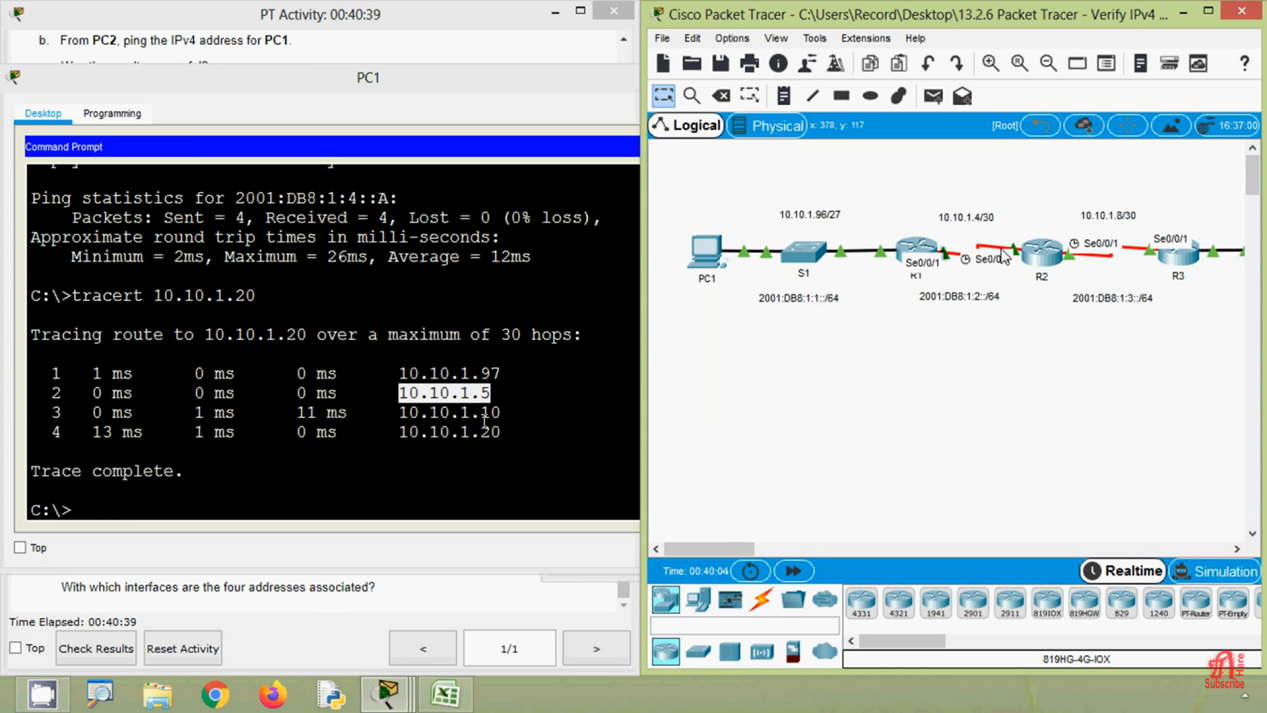 PT Activity: 00:40:39
b. From PC2, ping the IPv4 address for PC1.
PC1
Desktop
Programming
Command Prompt
Ping statistics for 2001:DB8:1:4::A:
Packets: Sent = 4, Received = 4, Lost = 0 (0% loss),
Approximate round trip times in milli-seconds:
Minimum = 2ms, Maximum = 26ms, Average = 12ms
C:\>tracert 10.10.1.20
Tracing route to 10.10.1.20 over a maximum of 30 hops:
1 1 ms 0 ms 0 ms 10.10.1.97
2 0 ms 0 ms 0 ms 10.10.1.5
3 0 ms 1 ms 11 ms 10.10.1.10
4 13 ms 1 ms 0 ms 10.10.1.20
Trace complete.
C:\>
Top
With which interfaces are the four addresses associated?
Time Elapsed: 00:40:39
Top
Check Results
Reset Activity
<
1/1
>
Cisco Packet Tracer - C:\Users\Record\Desktop\13.2.6 Packet Tracer - Verify IPv4 ...
File Edit Options View Tools Extensions Help
Logical
Physical
x: 378, y: 117
[Root]
16:37:00
10.10.1.96/27
10.10.1.4/30
10.10.1.8/30
Se0/0/1
Se0/0/1
Se0/0/1
Se0/0/
PC1
S1
R1
R2
R3
2001:DB8:1:1::/64
2001:DB8:1:2::/64
2001:DB8:1:3::/64
Time: 00:40:04
Realtime
Simulation
4331 4321 1941 2901 2911 819IOX 819HGW 829 1240 PT-Router PT-Empty
819HG-4G-IOX
Subscribe Here